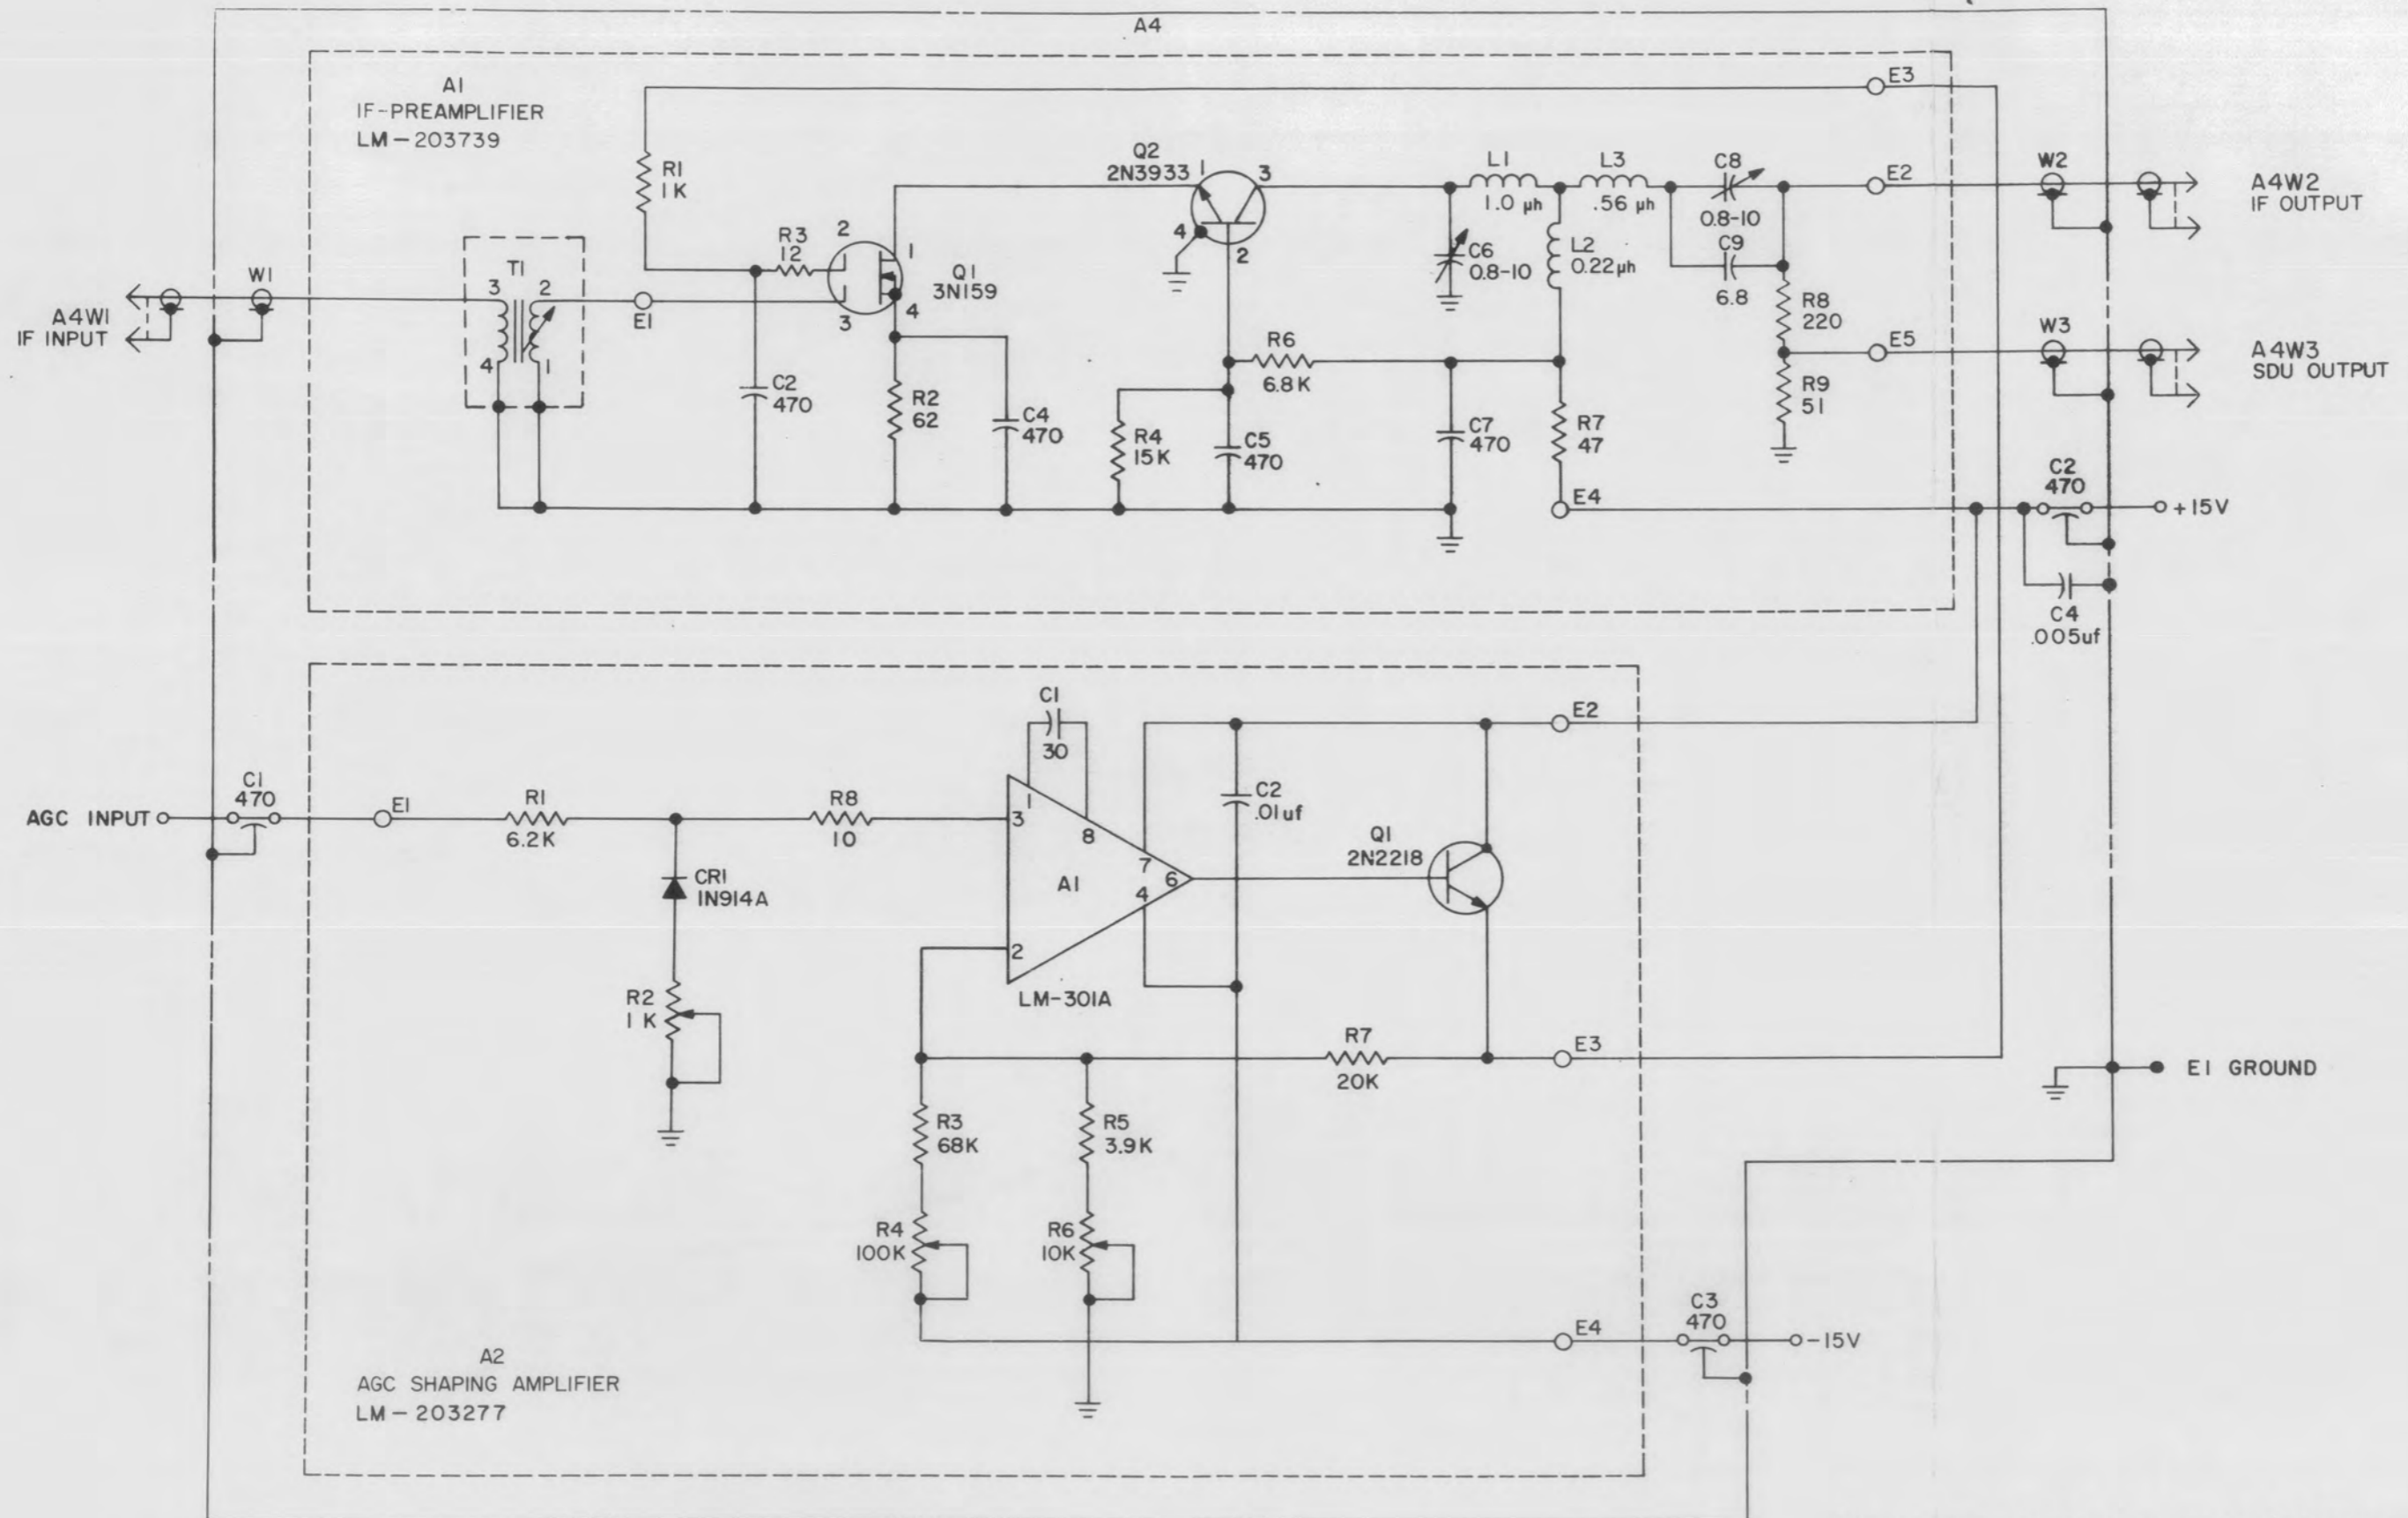 A4
A1
IF-PREAMPLIFIER
LM-203739
E3
R1
1K
Q2
2N3933
1
3
4
2
L1
1.0 µh
L3
.56 µh
C8
0.8-10
C9
6.8
E2
W2
A4W2
IF OUTPUT
R3
12
2
1
3
4
Q1
3N159
C6
0.8-10
L2
0.22µh
T1
3
2
4
1
W1
A4W1
IF INPUT
E1
R8
220
E5
W3
A4W3
SDU OUTPUT
R9
51
R6
6.8K
C2
470
R2
62
C4
470
R4
15K
C5
470
C7
470
R7
47
E4
C2
470
+15V
C4
.005uf
C1
30
E2
AGC INPUT
C1
470
E1
R1
6.2K
R8
10
3
1
8
7
6
4
2
A1
LM-301A
C2
.01uf
Q1
2N2218
CR1
1N914A
R2
1 K
R7
20K
E3
E1 GROUND
R3
68K
R5
3.9K
R4
100K
R6
10K
E4
C3
470
-15V
A2
AGC SHAPING AMPLIFIER
LM-203277